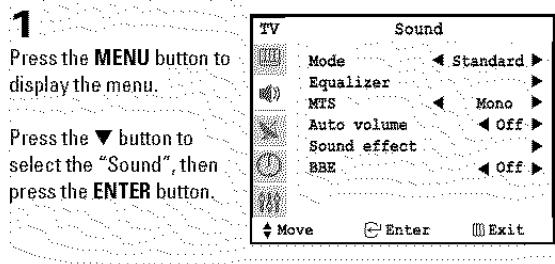 1
Press the MENU button to
display the menu.
Press the ▼ button to
select the “Sound”, then
press the ENTER button.
TV Sound
Mode ◀ Standard ▶
Equalizer ▶
MTS ◀ Mono ▶
Auto volume ◀ Off ▶
Sound effect ▶
BBE ◀ Off ▶
Move Enter Exit